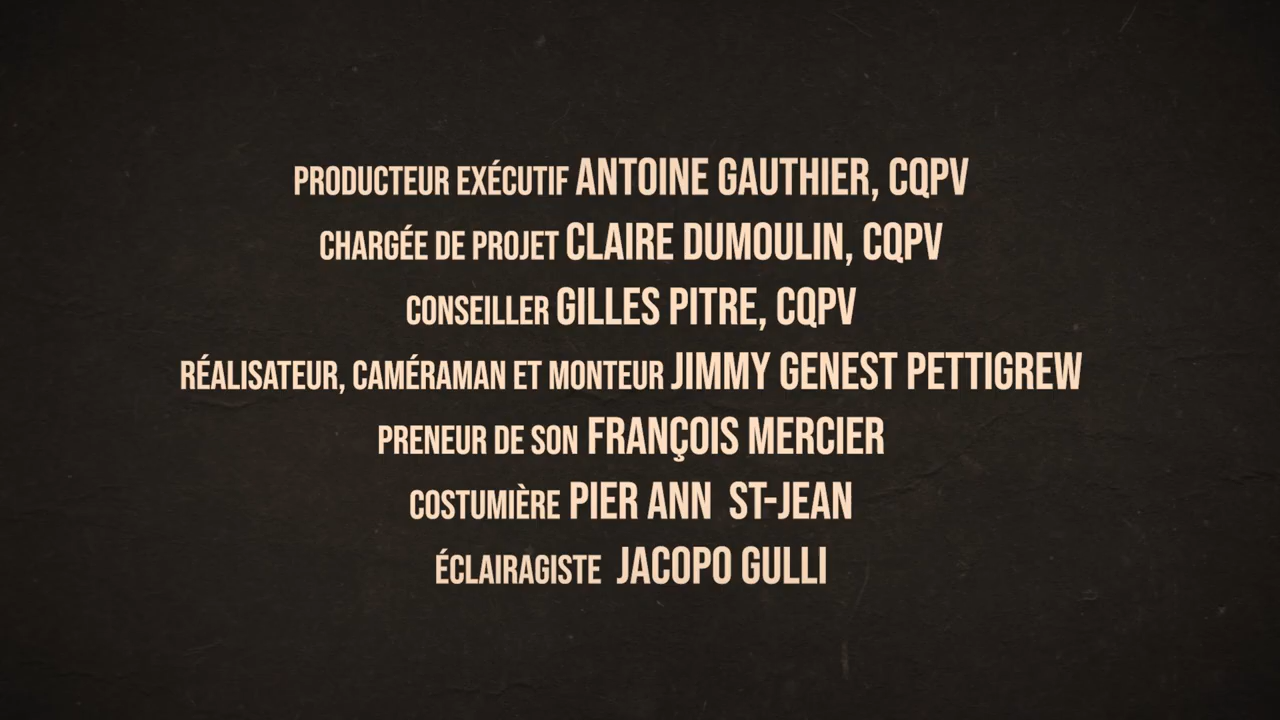 PRODUCTEUR EXÉCUTIF ANTOINE GAUTHIER, CQPV
CHARGÉE DE PROJET CLAIRE DUMOULIN, CQPV
CONSEILLER GILLES PITRE, CQPV
RÉALISATEUR, CAMÉRAMAN ET MONTEUR JIMMY GENEST PETTIGREW
PRENEUR DE SON FRANÇOIS MERCIER
COSTUMIÈRE PIER ANN ST-JEAN
ÉCLAIRAGISTE JACOPO GULLI